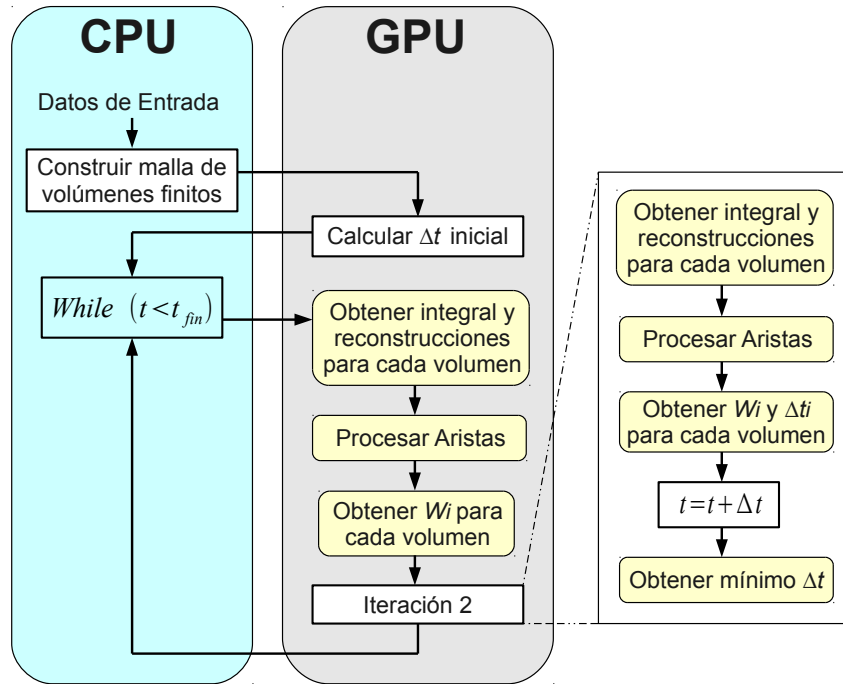 CPU
GPU
Datos de Entrada
Construir malla de
volúmenes finitos
Calcular Δt inicial
While (t < t fin)
Obtener integral y
reconstrucciones
para cada volumen
Procesar Aristas
Obtener Wi para
cada volumen
Iteración 2
Obtener integral y
reconstrucciones
para cada volumen
Procesar Aristas
Obtener Wi y Δti
para cada volumen
t=t+Δt
Obtener mínimo Δt